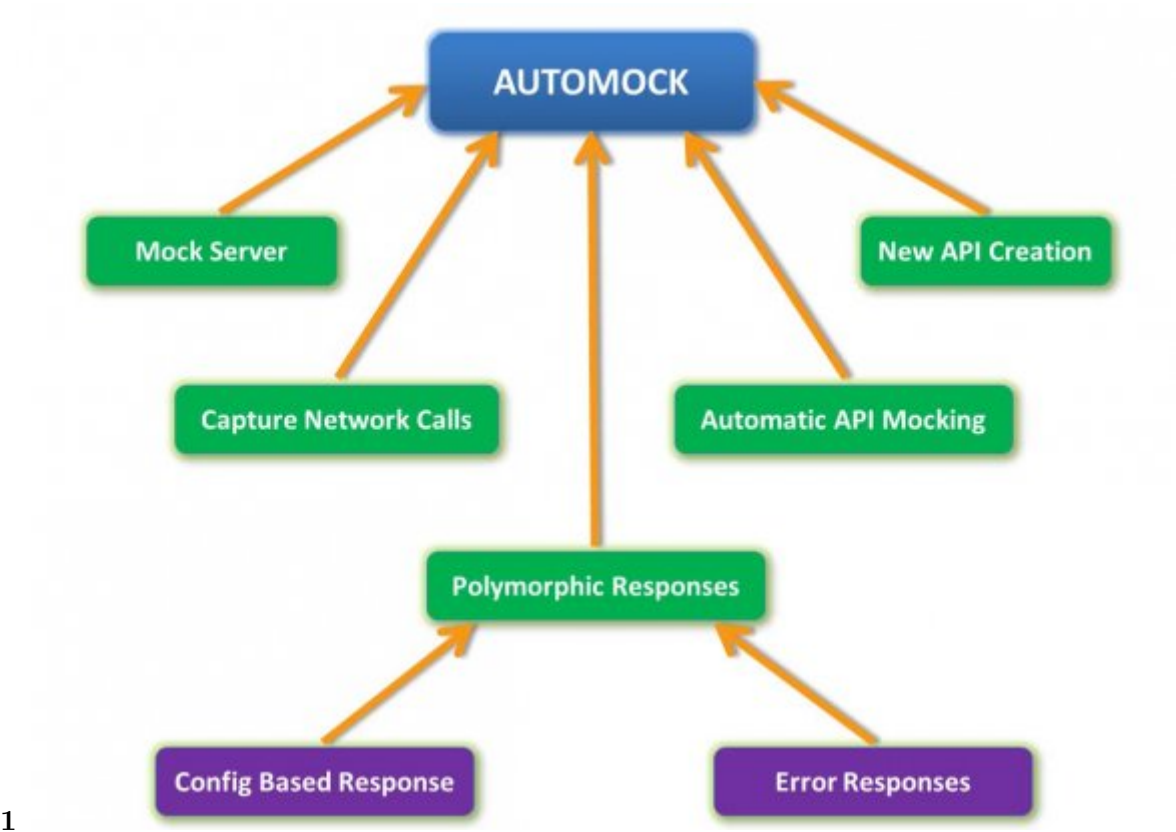 AUTOMOCK
Mock Server
New API Creation
Capture Network Calls
Automatic API Mocking
Polymorphic Responses
Config Based Response
Error Responses
1